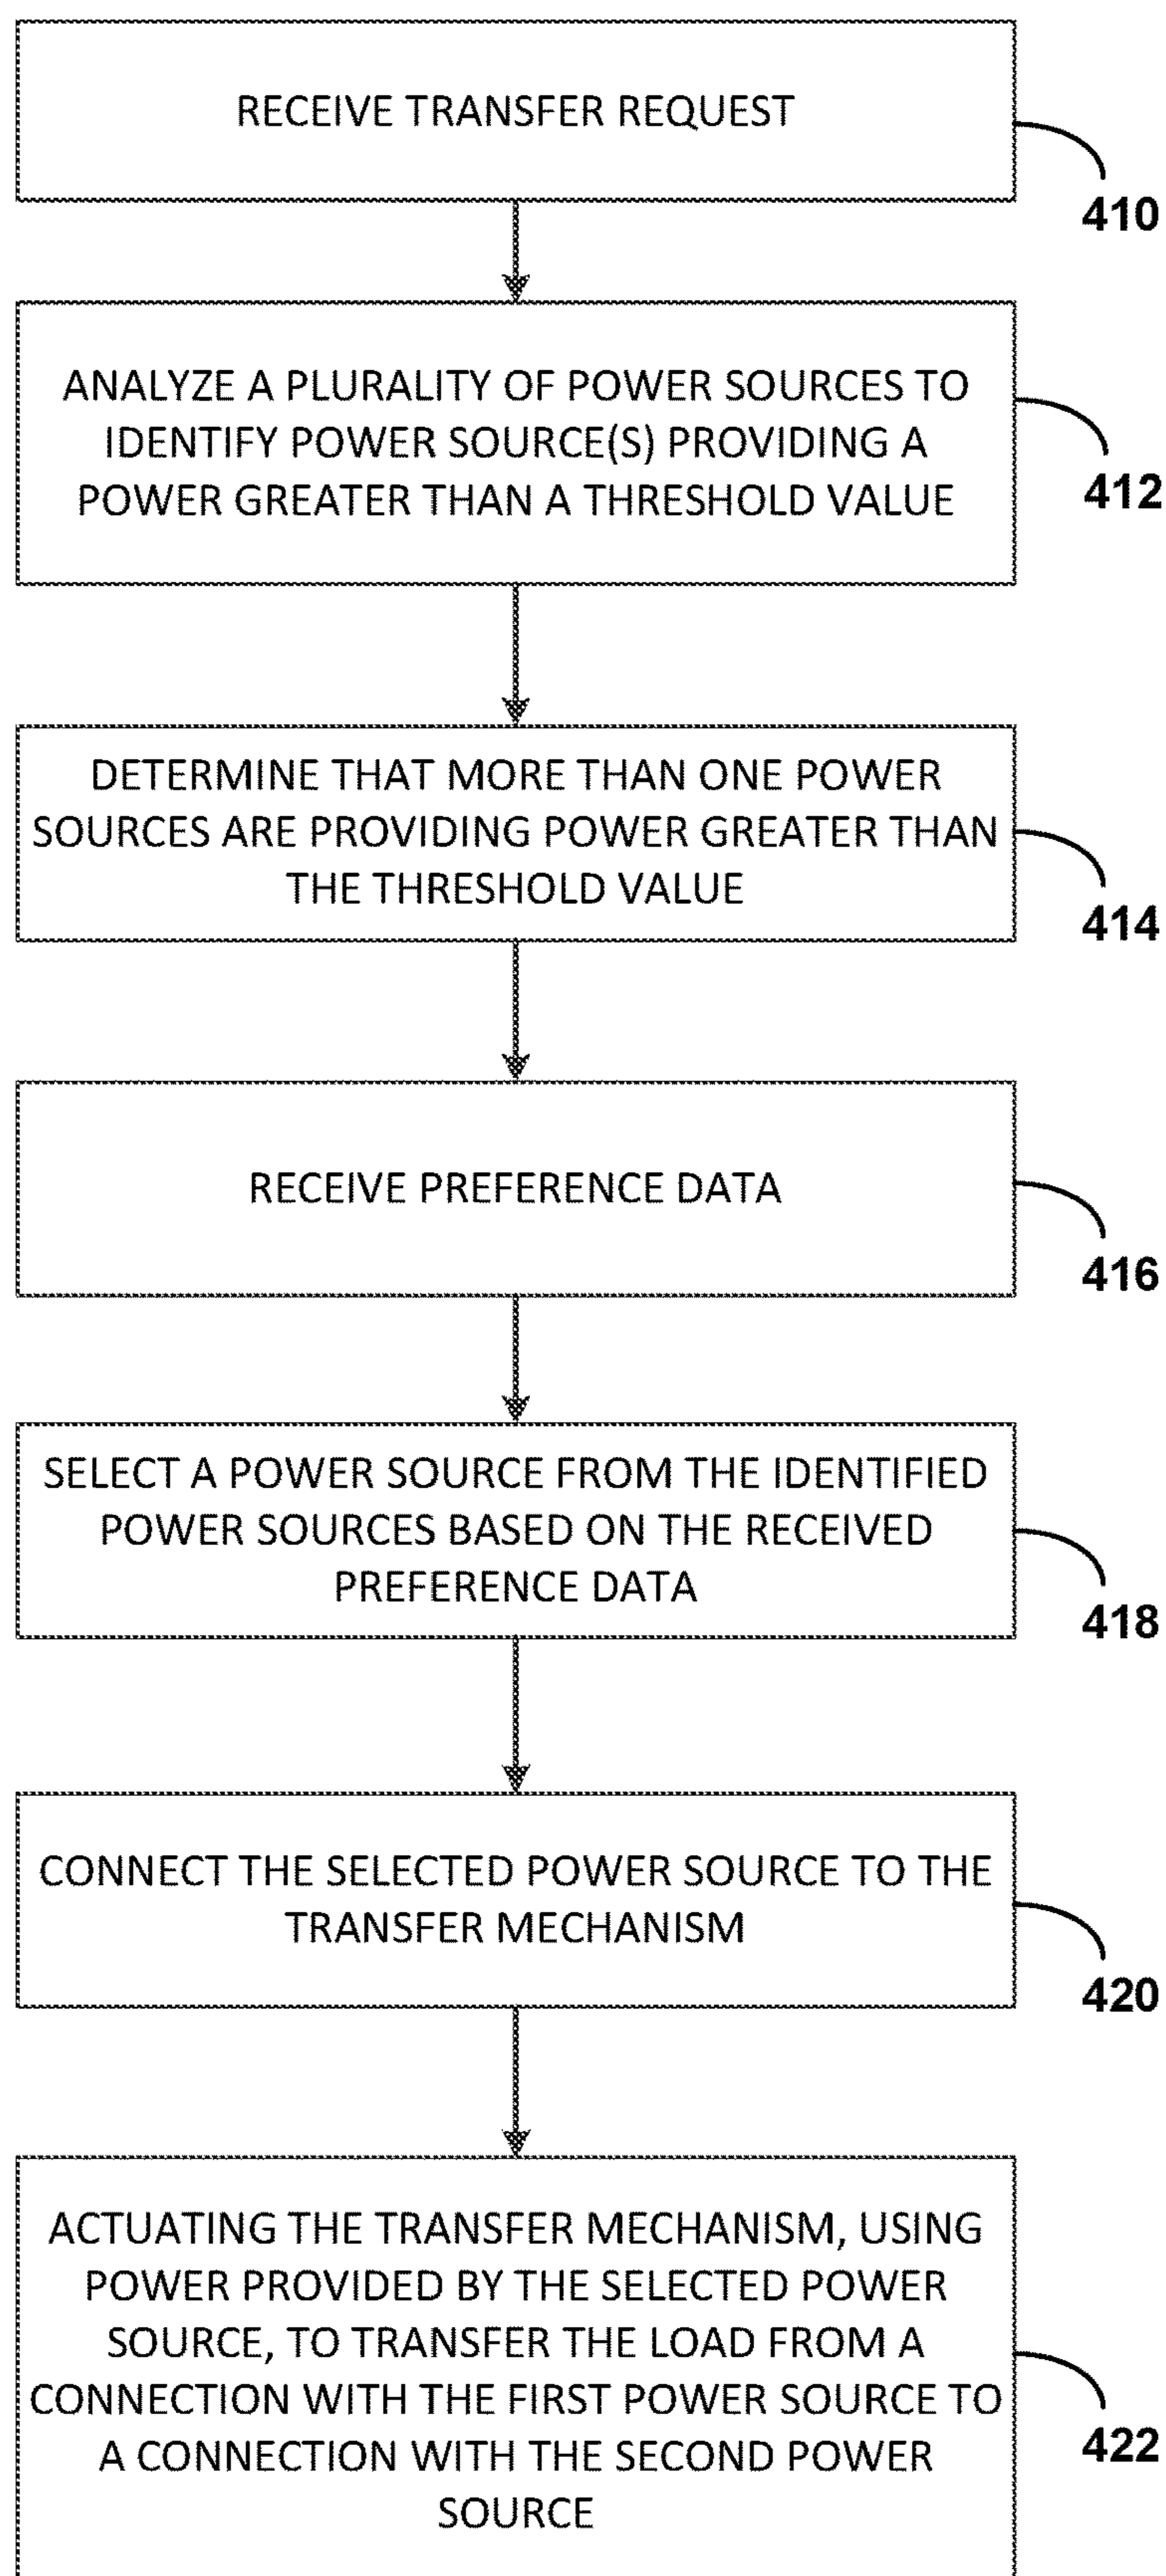 RECEIVE TRANSFER REQUEST
410
ANALYZE A PLURALITY OF POWER SOURCES TO
IDENTIFY POWER SOURCE(S) PROVIDING A
POWER GREATER THAN A THRESHOLD VALUE
412
DETERMINE THAT MORE THAN ONE POWER
SOURCES ARE PROVIDING POWER GREATER THAN
THE THRESHOLD VALUE
414
RECEIVE PREFERENCE DATA
416
SELECT A POWER SOURCE FROM THE IDENTIFIED
POWER SOURCES BASED ON THE RECEIVED
PREFERENCE DATA
418
CONNECT THE SELECTED POWER SOURCE TO THE
TRANSFER MECHANISM
420
ACTUATING THE TRANSFER MECHANISM, USING
POWER PROVIDED BY THE SELECTED POWER
SOURCE, TO TRANSFER THE LOAD FROM A
CONNECTION WITH THE FIRST POWER SOURCE TO
A CONNECTION WITH THE SECOND POWER
SOURCE
422